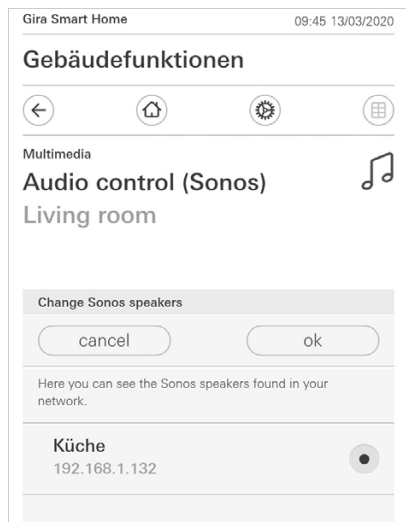 Gira Smart Home 09:45 13/03/2020
Gebäudefunktionen
Multimedia
Audio control (Sonos)
Living room
Change Sonos speakers
cancel ok
Here you can see the Sonos speakers found in your
network.
Küche
192.168.1.132